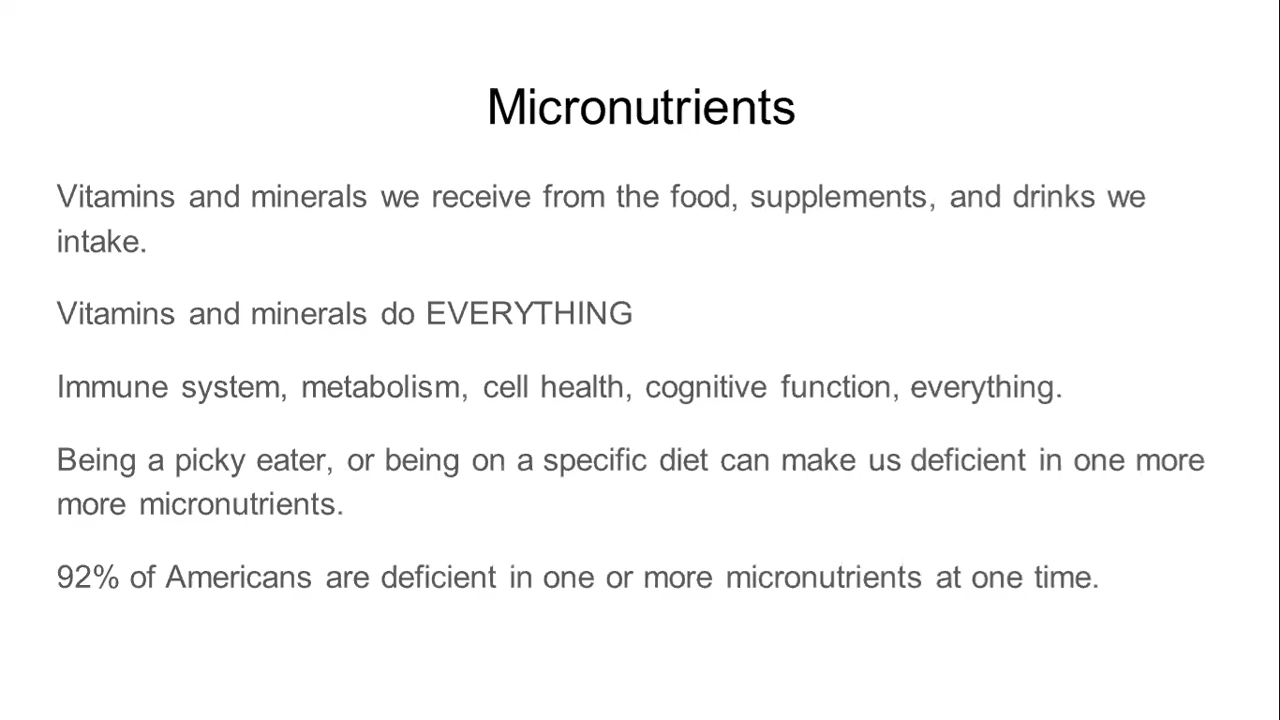 Micronutrients
Vitamins and minerals we receive from the food, supplements, and drinks we
intake.
Vitamins and minerals do EVERYTHING
Immune system, metabolism, cell health, cognitive function, everything.
Being a picky eater, or being on a specific diet can make us deficient in one more
more micronutrients.
92% of Americans are deficient in one or more micronutrients at one time.